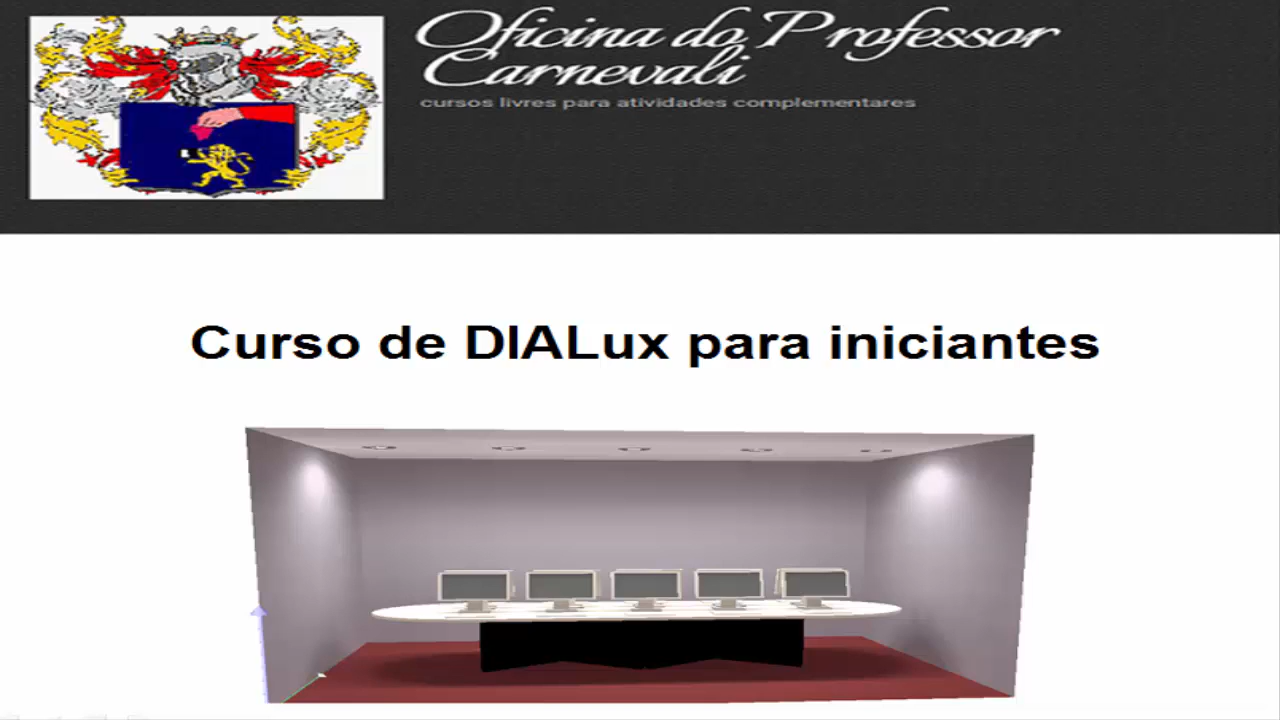 Oficina do Professor
Carnevali
cursos livres para atividades complementares
Curso de DIALux para iniciantes